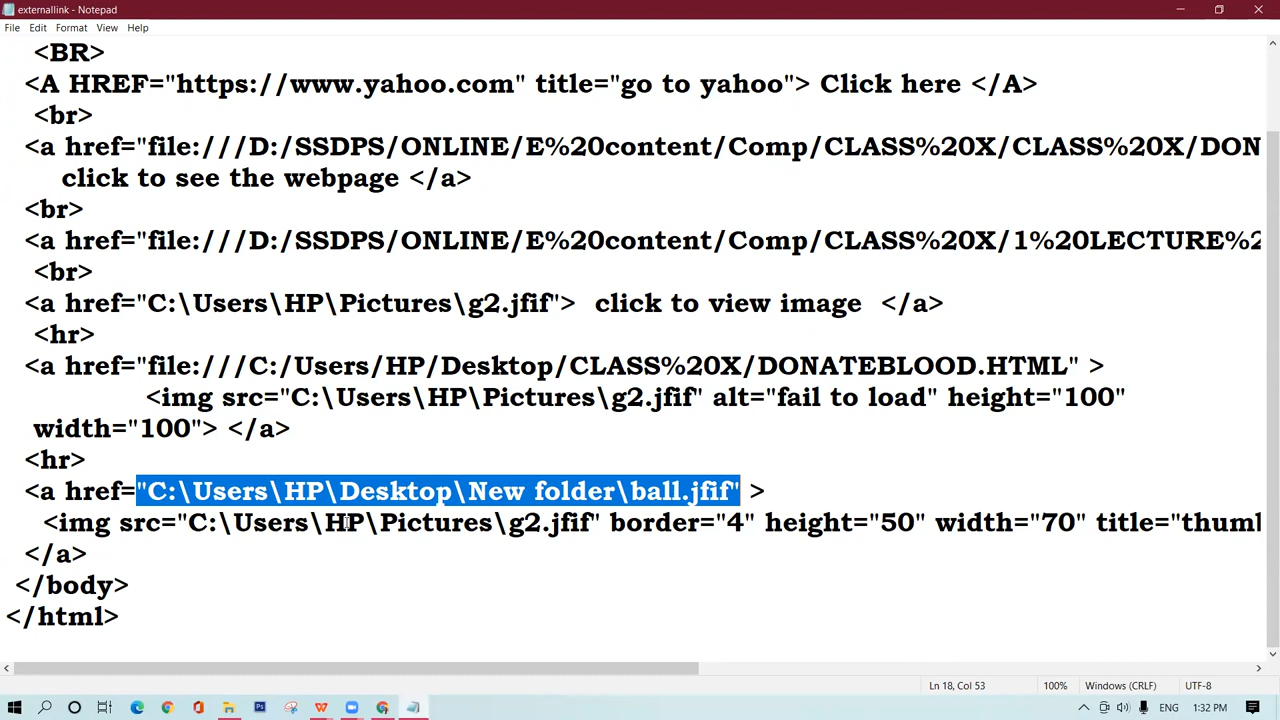 externallink - Notepad
File Edit Format View Help
<BR>
<A HREF="https://www.yahoo.com" title="go to yahoo"> Click here </A>
<br>
<a href="file:///D:/SSDPS/ONLINE/E%20content/Comp/CLASS%20X/CLASS%20X/DON
click to see the webpage </a>
<br>
<a href="file:///D:/SSDPS/ONLINE/E%20content/Comp/CLASS%20X/1%20LECTURE%2
<br>
<a href="C:\Users\HP\Pictures\g2.jfif"> click to view image </a>
<hr>
<a href="file:///C:/Users/HP/Desktop/CLASS%20X/DONATEBLOOD.HTML" >
<img src="C:\Users\HP\Pictures\g2.jfif" alt="fail to load" height="100"
width="100"> </a>
<hr>
<a href="C:\Users\HP\Desktop\New folder\ball.jfif" >
<img src="C:\Users\HP\Pictures\g2.jfif" border="4" height="50" width="70" title="thumb
</a>
</body>
</html>
Ln 18, Col 53 100% Windows (CRLF) UTF-8
ENG 1:32 PM